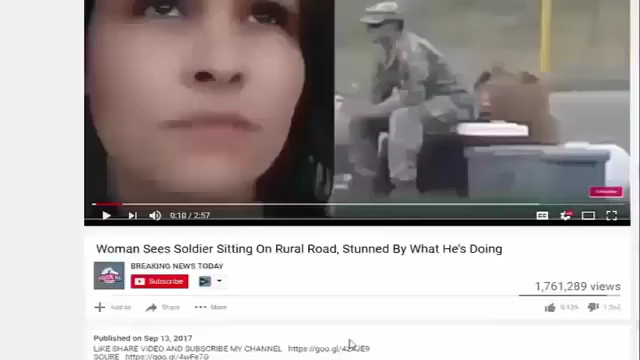 0:10 / 2:57
Woman Sees Soldier Sitting On Rural Road, Stunned By What He's Doing
BREAKING NEWS TODAY
Subscribe
1,761,289 views
Add to
Share
More
Published on Sep 13, 2017
LIKE SHARE VIDEO AND SUBSCRIBE MY CHANNEL
SOURE